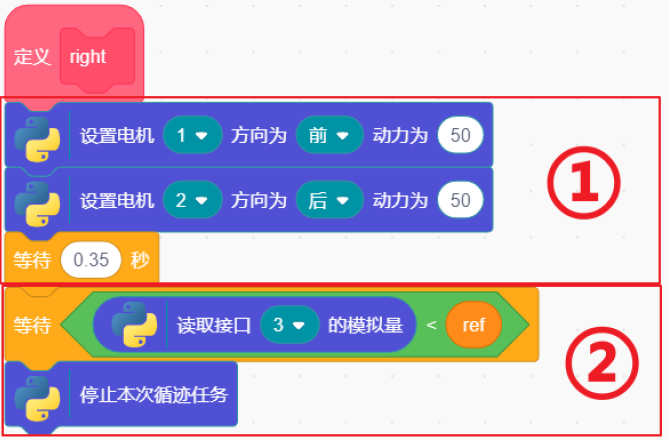 定义 right
设置电机 1 方向为 前 动力为 50
①
设置电机 2 方向为 后 动力为 50
等待 0.35 秒
等待 读取接口 3 的模拟量 < ref
②
停止本次循迹任务